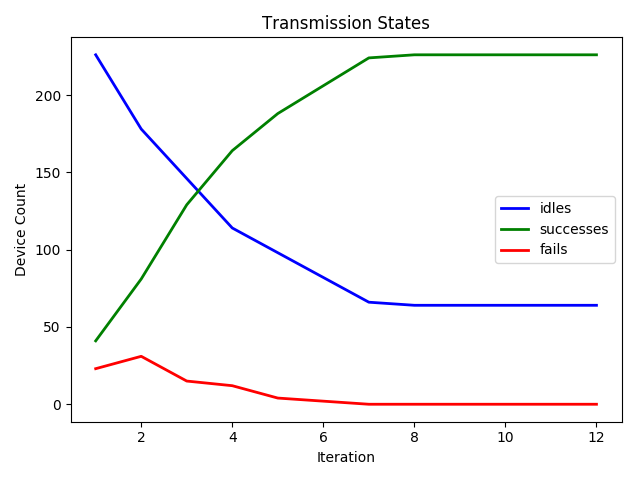 Transmission States
Device Count
200
150
100
50
0
idles
successes
fails
2
4
6
8
10
12
Iteration